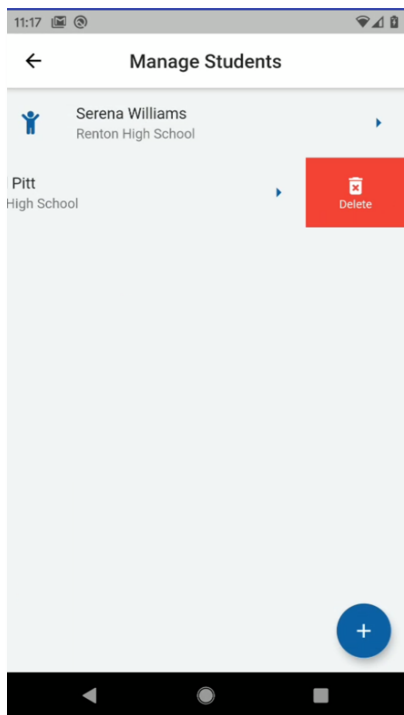 11:17
Manage Students
Serena Williams
Renton High School
Pitt
High School
Delete